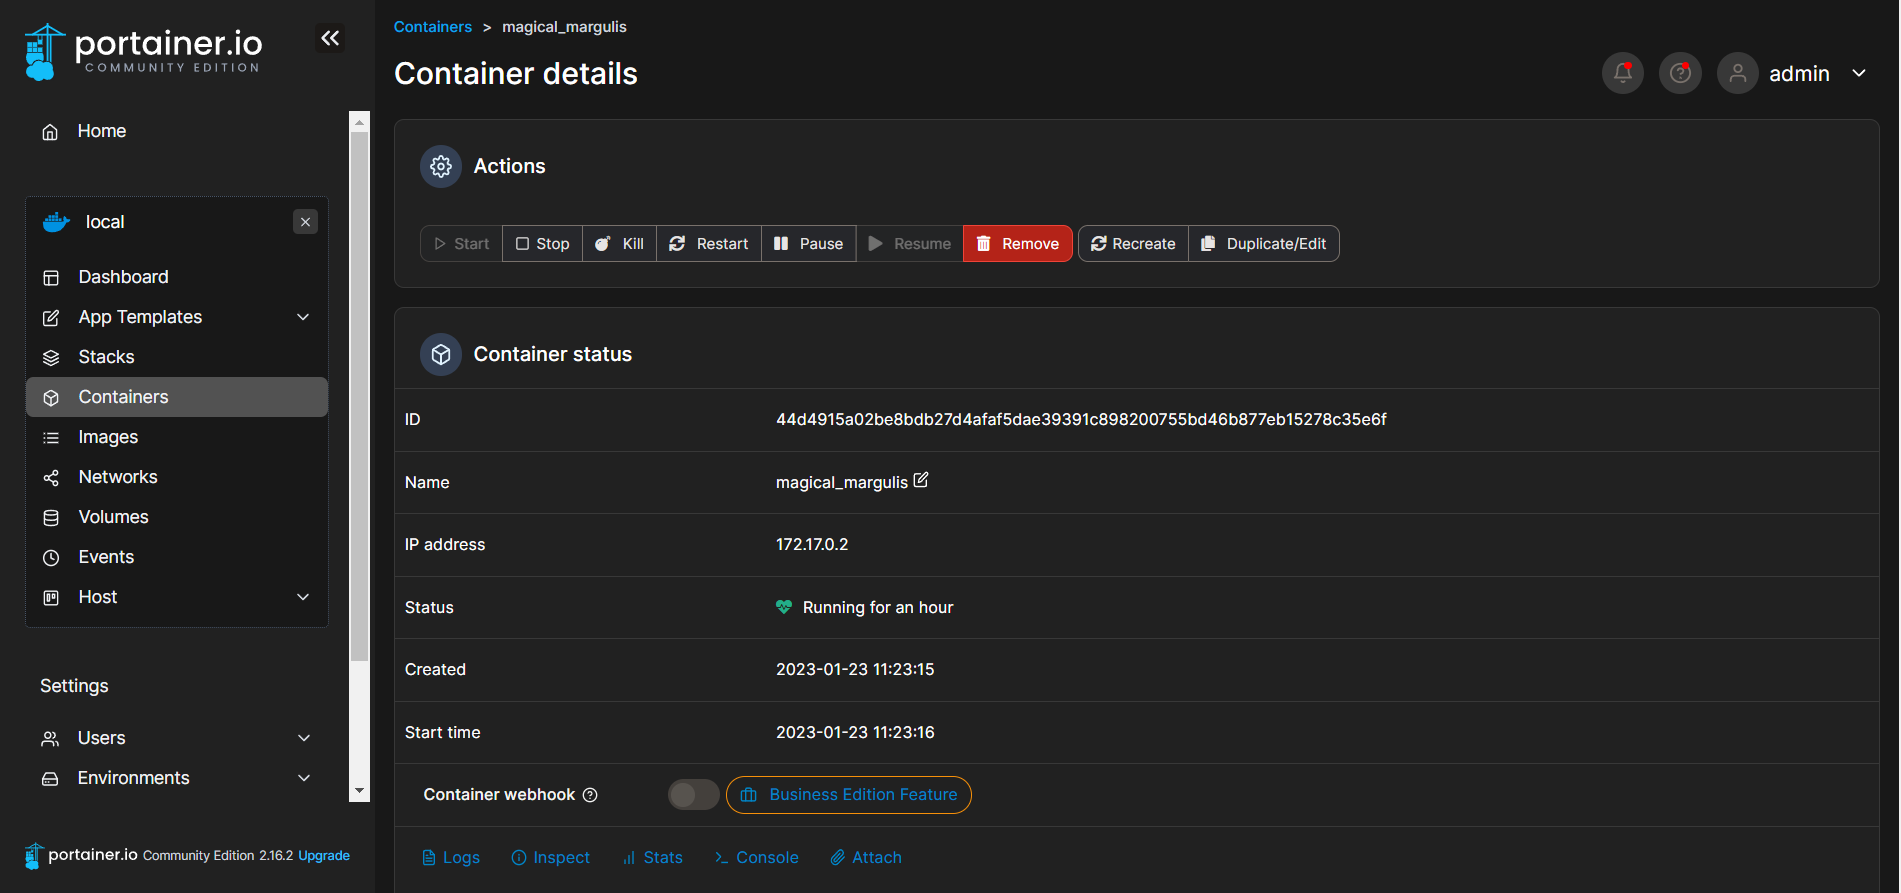 portainer.io
COMMUNITY EDITION
Home
local
Dashboard
App Templates
Stacks
Containers
Images
Networks
Volumes
Events
Host
Settings
Users
Environments
portainer.io Community Edition 2.16.2 Upgrade
Containers > magical_margulis
Container details
admin
Actions
Start Stop Kill Restart Pause Resume Remove Recreate Duplicate/Edit
Container status
ID 44d4915a02be8bdb27d4afaf5dae39391c898200755bd46b877eb15278c35e6f
Name magical_margulis
IP address 172.17.0.2
Status Running for an hour
Created 2023-01-23 11:23:15
Start time 2023-01-23 11:23:16
Container webhook Business Edition Feature
Logs Inspect Stats Console Attach